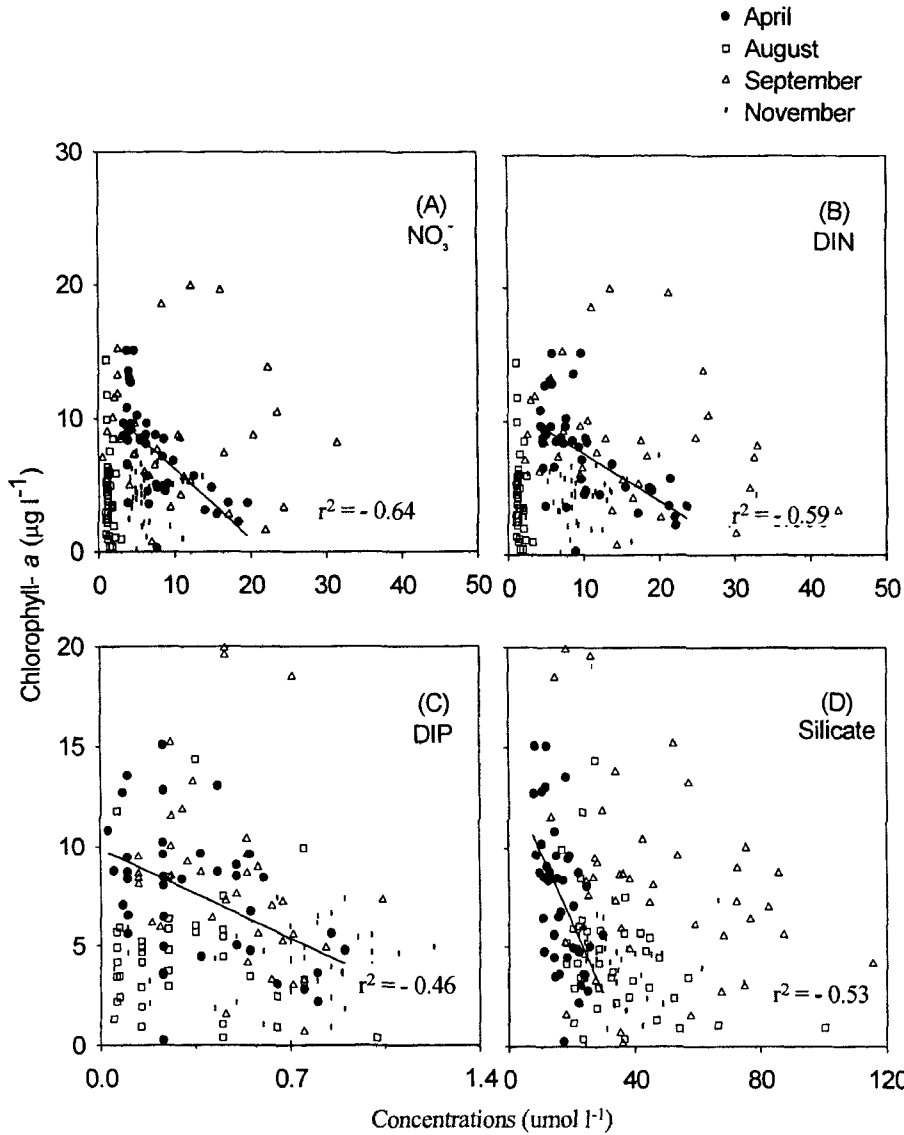 April
August
September
November
30
20
10
0
(A)
NO₃⁻
r² = - 0.64
0 10 20 30 40 50
(B)
DIN
r² = - 0.59
0 10 20 30 40 50
Chlorophyll- a (µg l⁻¹)
20
15
10
5
0
(C)
DIP
r² = - 0.46
0.0 0.7 1.4
(D)
Silicate
r² = - 0.53
0 40 80 120
Concentrations (umol l⁻¹)